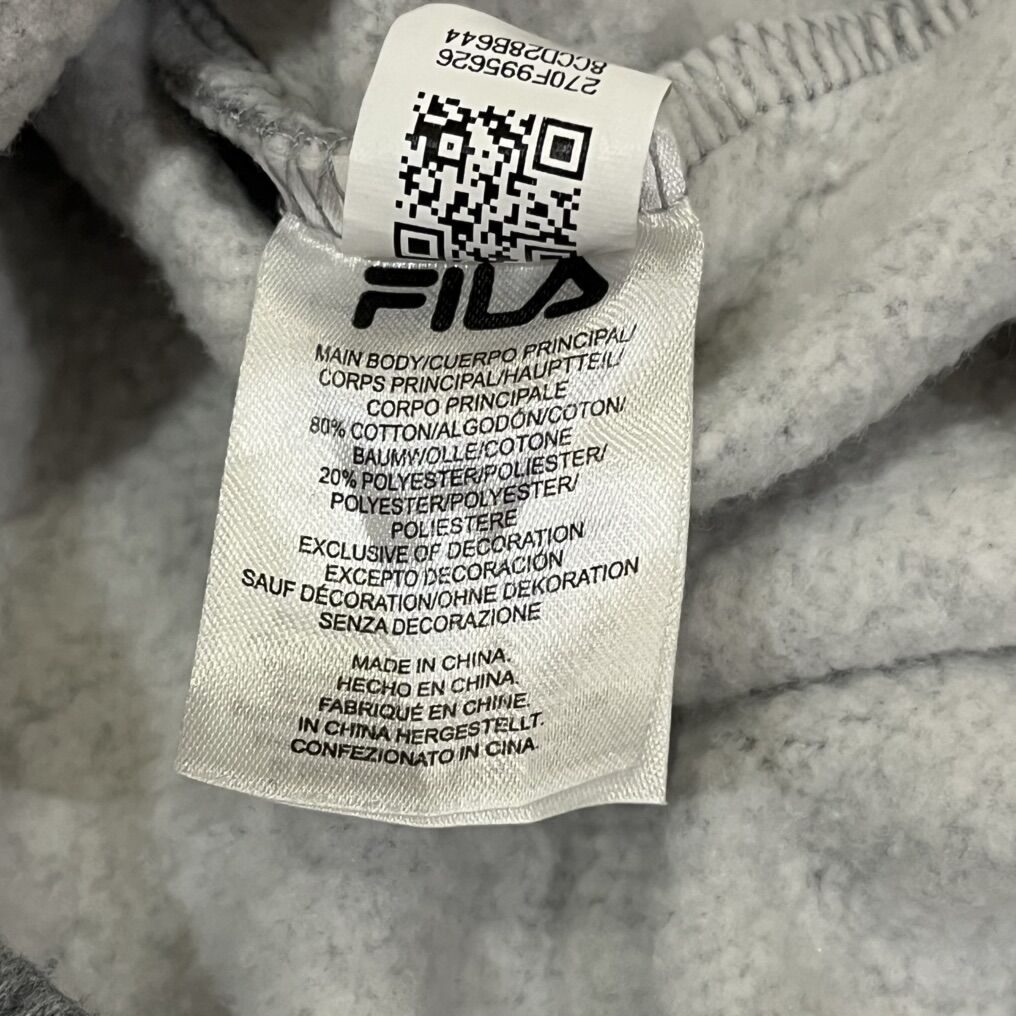 270F995626
8CCD28B644
FILA
MAIN BODY/CUERPO PRINCIPAL/
CORPS PRINCIPAL/HAUPTTEIL/
CORPO PRINCIPALE
80% COTTON/ALGODÓN/COTON/
BAUMWOLLE/COTONE
20% POLYESTER/POLIESTER/
POLYESTER/POLYESTER/
POLIESTERE
EXCLUSIVE OF DECORATION
EXCEPTO DECORACIÓN
SAUF DÉCORATION/OHNE DEKORATION
SENZA DECORAZIONE
MADE IN CHINA.
HECHO EN CHINA.
FABRIQUÉ EN CHINE.
IN CHINA HERGESTELLT.
CONFEZIONATO IN CINA.